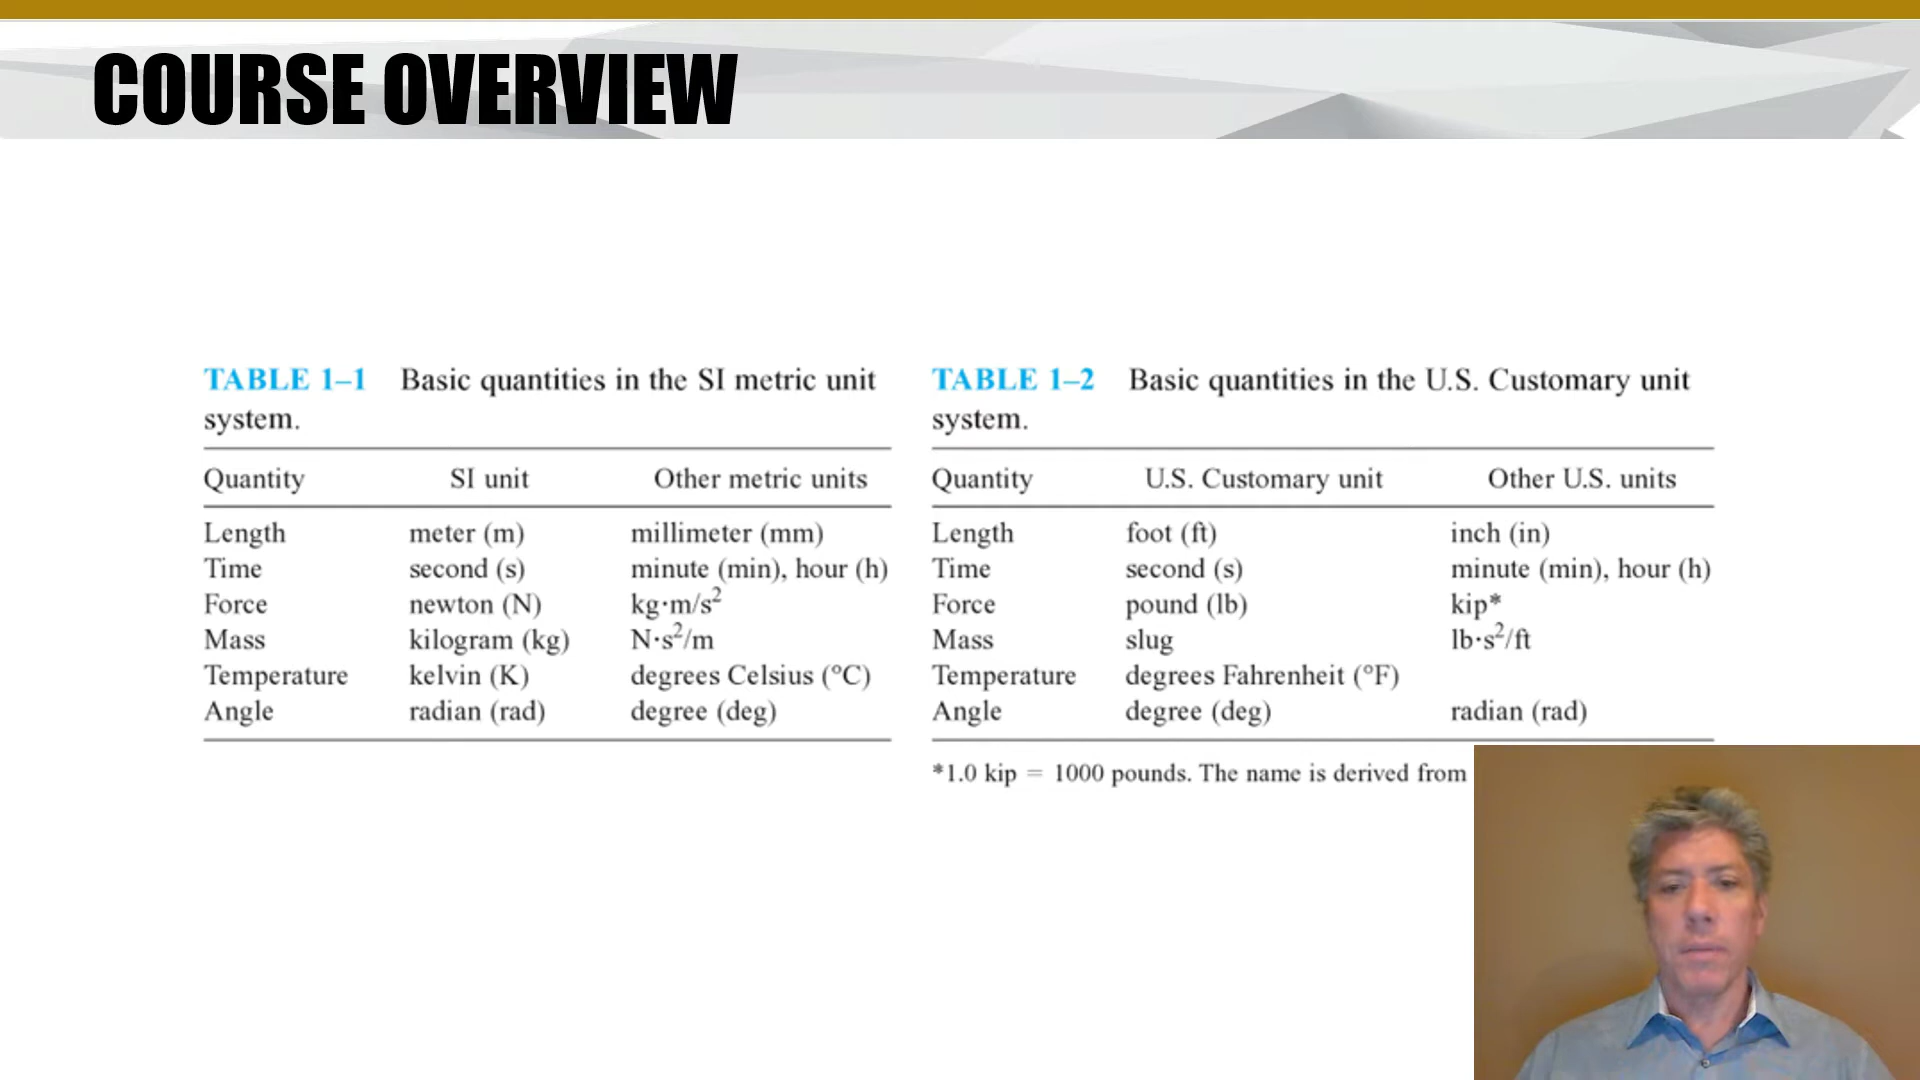 COURSE OVERVIEW
TABLE 1–1 Basic quantities in the SI metric unit
system.
Quantity SI unit Other metric units
Length meter (m) millimeter (mm)
Time second (s) minute (min), hour (h)
Force newton (N) kg·m/s²
Mass kilogram (kg) N·s²/m
Temperature kelvin (K) degrees Celsius (°C)
Angle radian (rad) degree (deg)
TABLE 1–2 Basic quantities in the U.S. Customary unit
system.
Quantity U.S. Customary unit Other U.S. units
Length foot (ft) inch (in)
Time second (s) minute (min), hour (h)
Force pound (lb) kip*
Mass slug lb·s²/ft
Temperature degrees Fahrenheit (°F)
Angle degree (deg) radian (rad)
*1.0 kip = 1000 pounds. The name is derived from